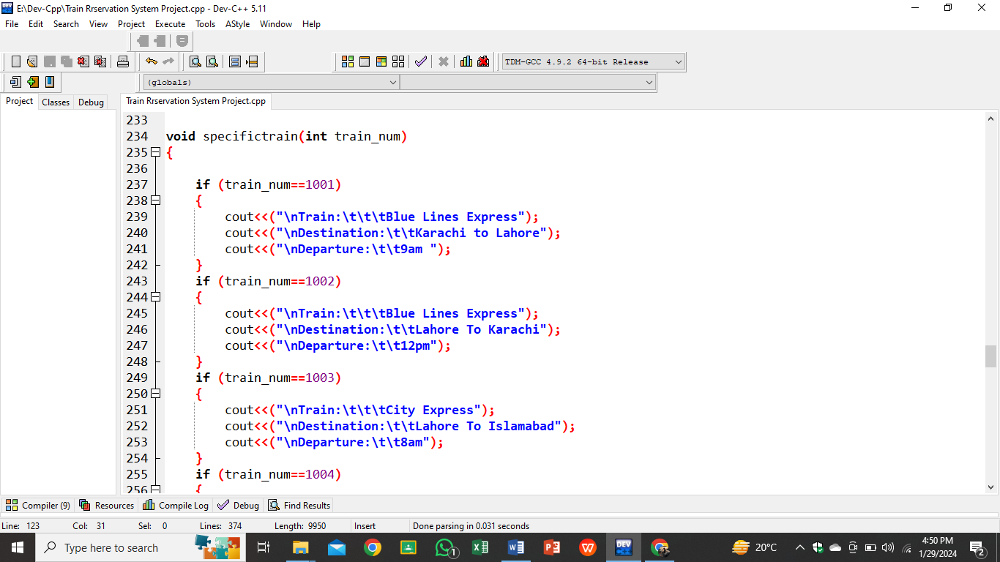 E:\Dev-Cpp\Train Rrservation System Project.cpp - Dev-C++ 5.11
File Edit Search View Project Execute Tools AStyle Window Help
TDM-GCC 4.9.2 64-bit Release
(globals)
Project Classes Debug
Train Rrservation System Project.cpp
233
234 void specifictrain(int train_num)
235 {
236
237 if (train_num==1001)
238 {
239 cout<<("\nTrain:\t\t\tBlue Lines Express");
240 cout<<("\nDestination:\t\tKarachi to Lahore");
241 cout<<("\nDeparture:\t\t9am ");
242 }
243 if (train_num==1002)
244 {
245 cout<<("\nTrain:\t\t\tBlue Lines Express");
246 cout<<("\nDestination:\t\tLahore To Karachi");
247 cout<<("\nDeparture:\t\t12pm");
248 }
249 if (train_num==1003)
250 {
251 cout<<("\nTrain:\t\t\tCity Express");
252 cout<<("\nDestination:\t\tLahore To Islamabad");
253 cout<<("\nDeparture:\t\t8am");
254 }
255 if (train_num==1004)
256 {
Compiler (9) Resources Compile Log Debug Find Results
Line: 123 Col: 31 Sel: 0 Lines: 374 Length: 9950 Insert Done parsing in 0.031 seconds
Type here to search
20°C
4:50 PM
1/29/2024